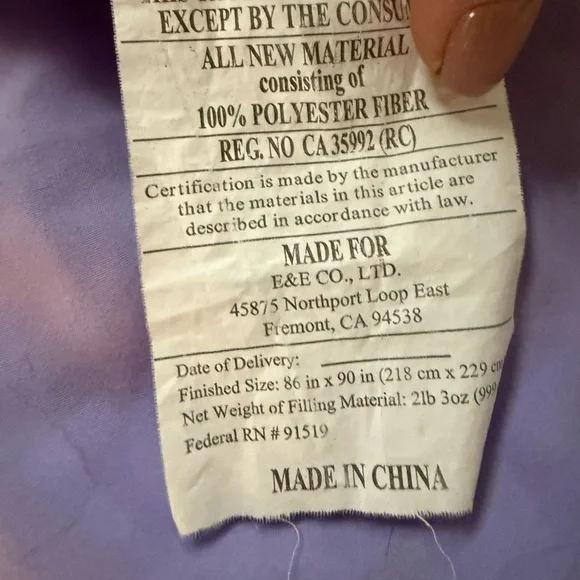 EXCEPT BY THE
ALL NEW MATERIAL
consisting of
100% POLYESTER FIBER
REG. NO CA 35992 (RC)
Certification is made by the manufacturer
that the materials in this article are
described in accordance with law.
MADE FOR
E&E CO., LTD.
45875 Northport Loop East
Fremont, CA 94538
Date of Delivery:
Finished Size: 86 in x 90 in (218 cm x 229 cm
Net Weight of Filling Material: 2lb 3oz (999
Federal RN # 91519
MADE IN CHINA